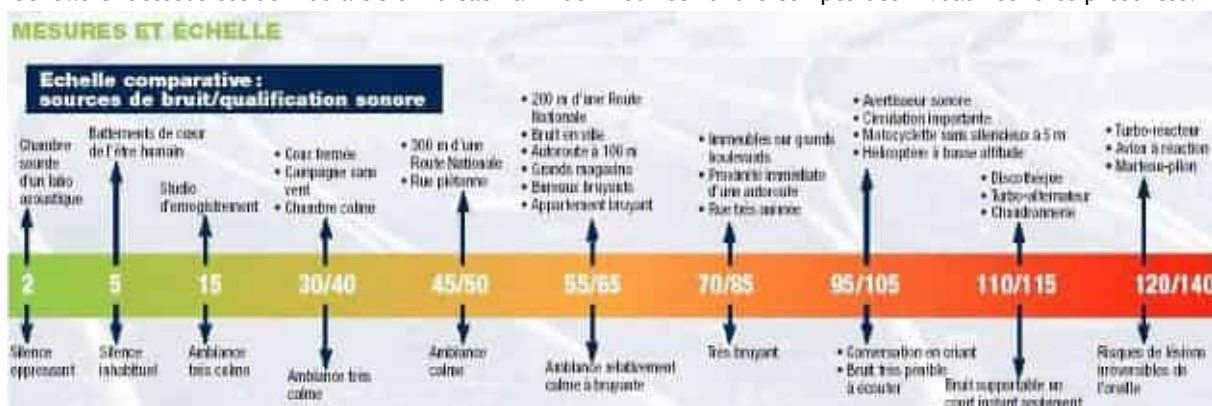 MESURES ET ÉCHELLE
Echelle comparative :
sources de bruit/qualification sonore
Chambre
sourde
d'un labo
acoustique
Battements de cœur
de l'être humain
Studio
d'enregistrement
• Cour fermée
• Campagne sans
vent
• Chambre calme
• 300 m d'une
Route Nationale
• Rue piétonne
• 200 m d'une Route
Nationale
• Bruit en ville
• Autoroute à 100 m
• Grands magasins
• Bureaux bruyants
• Appartement bruyant
• Immeubles sur grands
boulevards
• Proximité immédiate
d'une autoroute
• Rue très animée
• Avertisseur sonore
• Circulation importante
• Motocyclette sans silencieux à 5 m
• Hélicoptère à basse altitude
• Discothèque
• Turbo-alternateur
• Chaudronnerie
• Turbo-réacteur
• Avion à réaction
• Marteau-pilon
2 5 15 30/40 45/50 55/65 70/85 95/105 110/115 120/140
Silence
oppressant
Silence
inhabituel
Ambiance
très calme
Ambiance très
calme
Ambiance
calme
Ambiance relativement
calme à bruyante
Très bruyant
• Conversation en criant
• Bruit très pénible
à écouter
Bruit supportable un
court instant seulement
Risques de lésions
irréversibles de
l'oreille